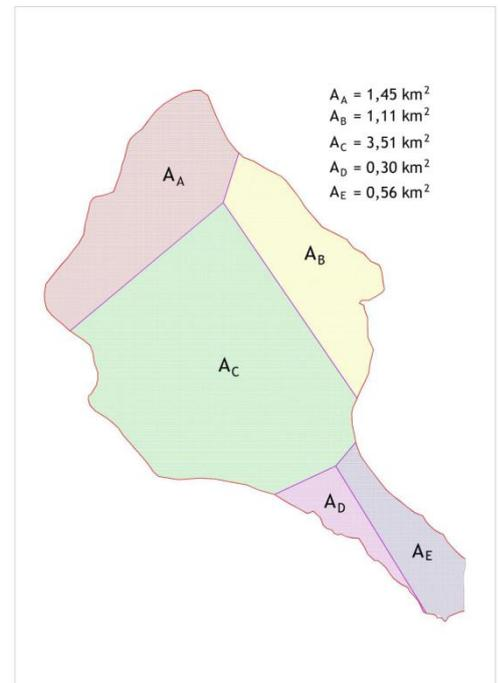 A_A = 1,45 km²
A_B = 1,11 km²
A_C = 3,51 km²
A_D = 0,30 km²
A_E = 0,56 km²
A_A
A_B
A_C
A_D
A_E